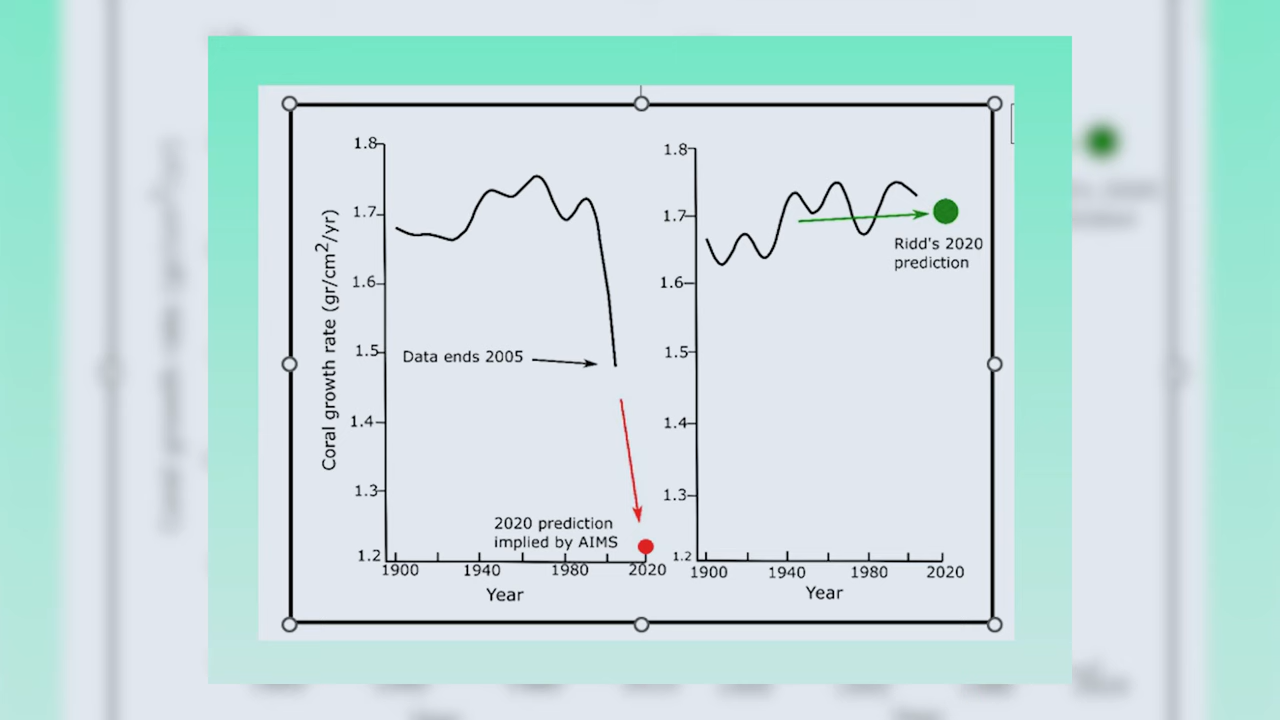 1.8
1.7
1.6
1.5
1.4
1.3
1.2
Coral growth rate (gr/cm2/yr)
Data ends 2005
2020 prediction
implied by AIMS
1900 1940 1980 2020
Year
1.8
1.7
1.6
1.5
1.4
1.3
1.2
Ridd's 2020
prediction
1900 1940 1980 2020
Year